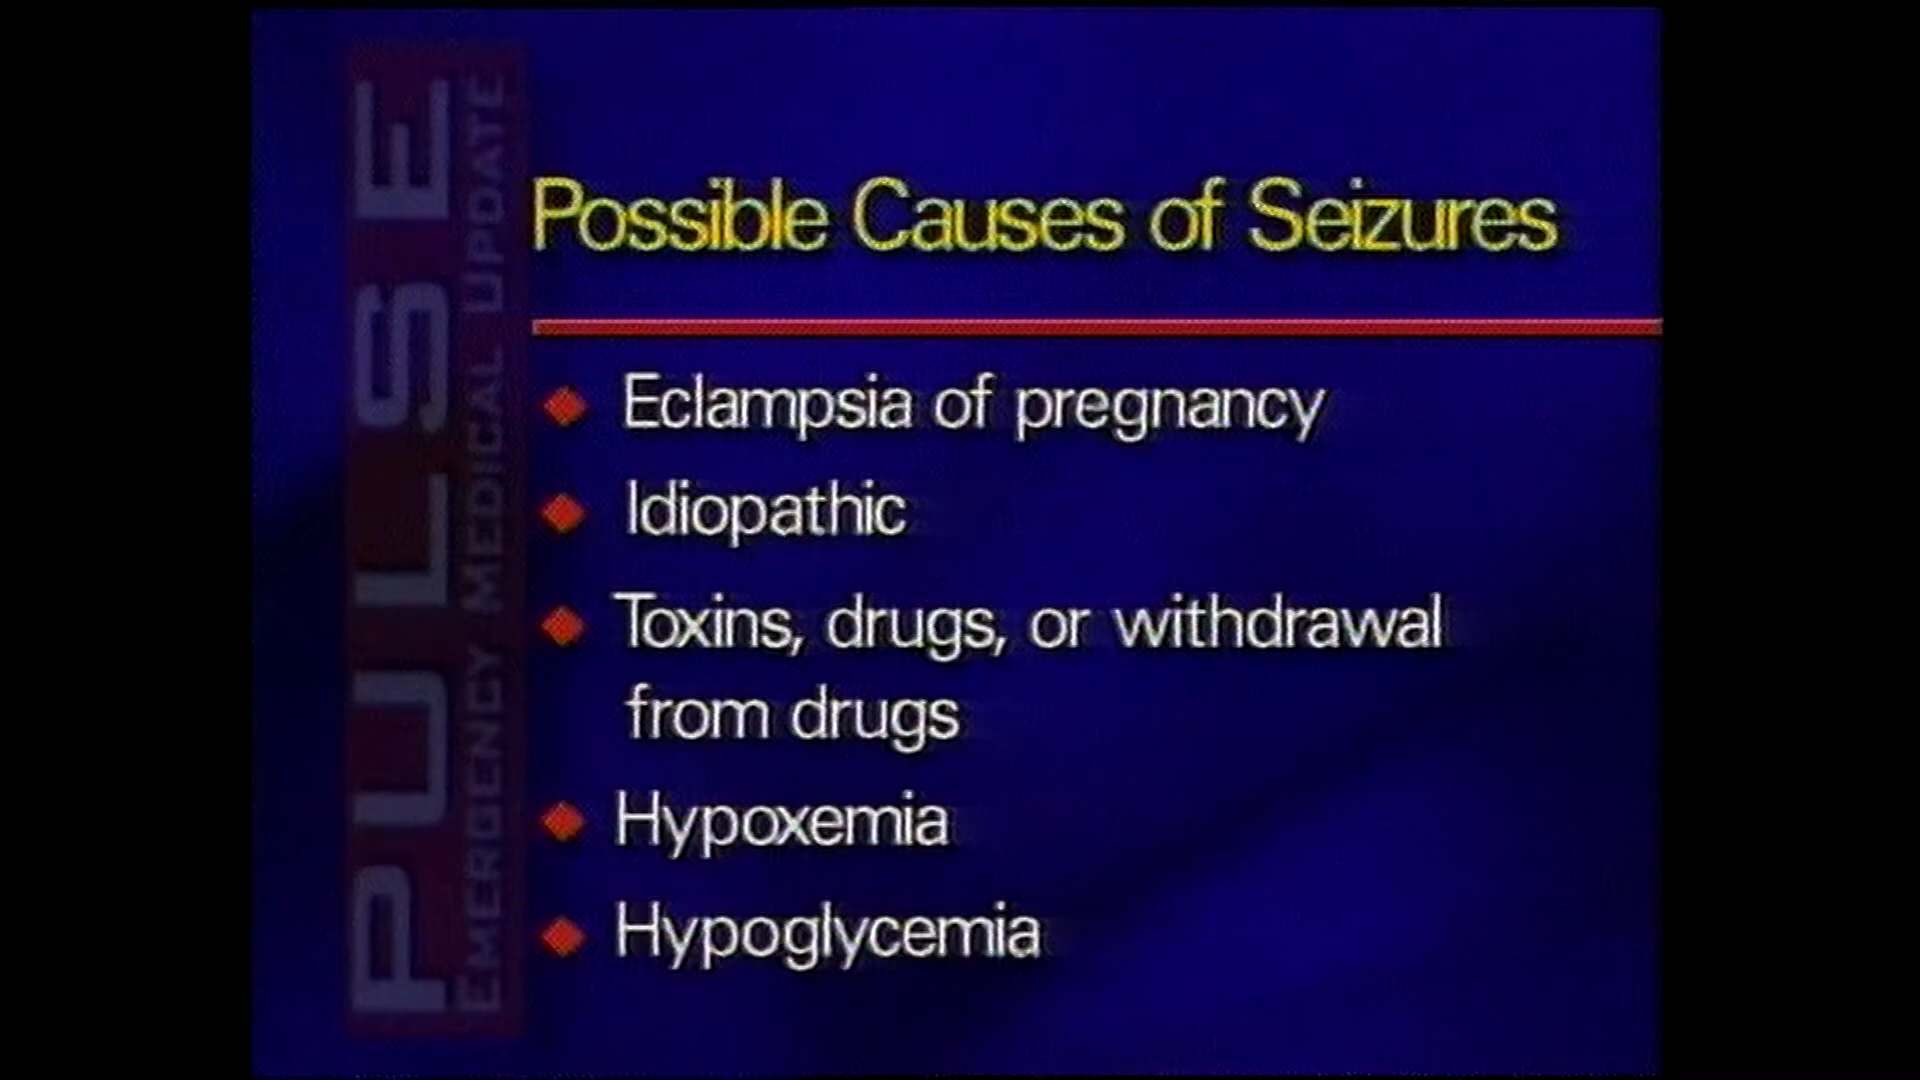 PULSE
EMERGENCY MEDICAL UPDATE
Possible Causes of Seizures
Eclampsia of pregnancy
Idiopathic
Toxins, drugs, or withdrawal
from drugs
Hypoxemia
Hypoglycemia